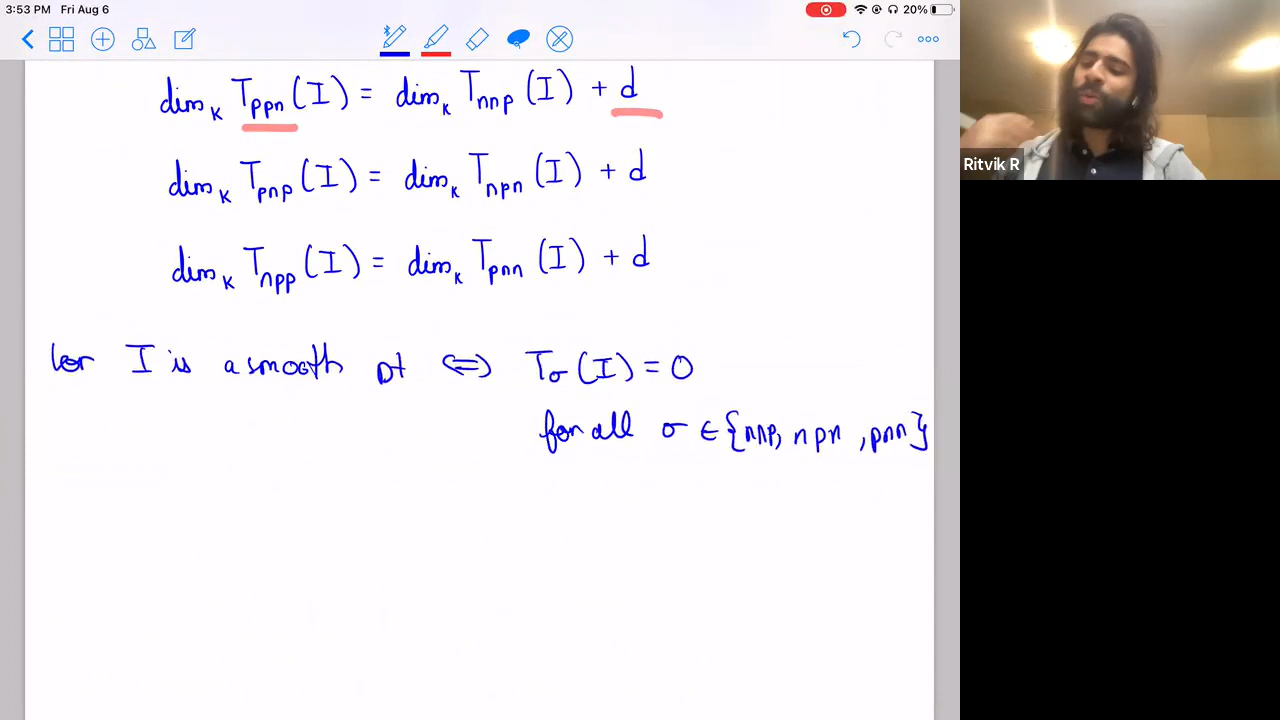 3:53 PM Fri Aug 6
20%
dim_k T_ppn (I) = dim_k T_nnp (I) + d
dim_k T_pnp (I) = dim_k T_npn (I) + d
dim_k T_npp (I) = dim_k T_pnn (I) + d
Cor I is a smooth pt ⟺ T_σ (I) = 0
for all σ ∈ {nnp, npn, pnn}
Ritvik R